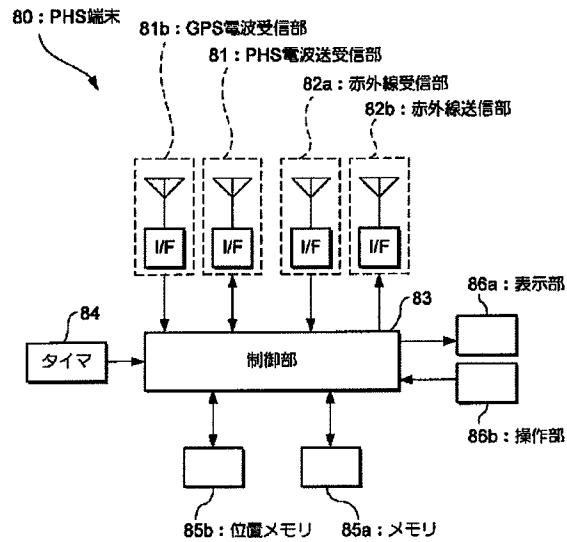 80：PHS端末
81b：GPS電波受信部
81：PHS電波送受信部
82a：赤外線受信部
82b：赤外線送信部
I/F
I/F
I/F
I/F
83
86a：表示部
84
タイマ
制御部
86b：操作部
85b：位置メモリ
85a：メモリ